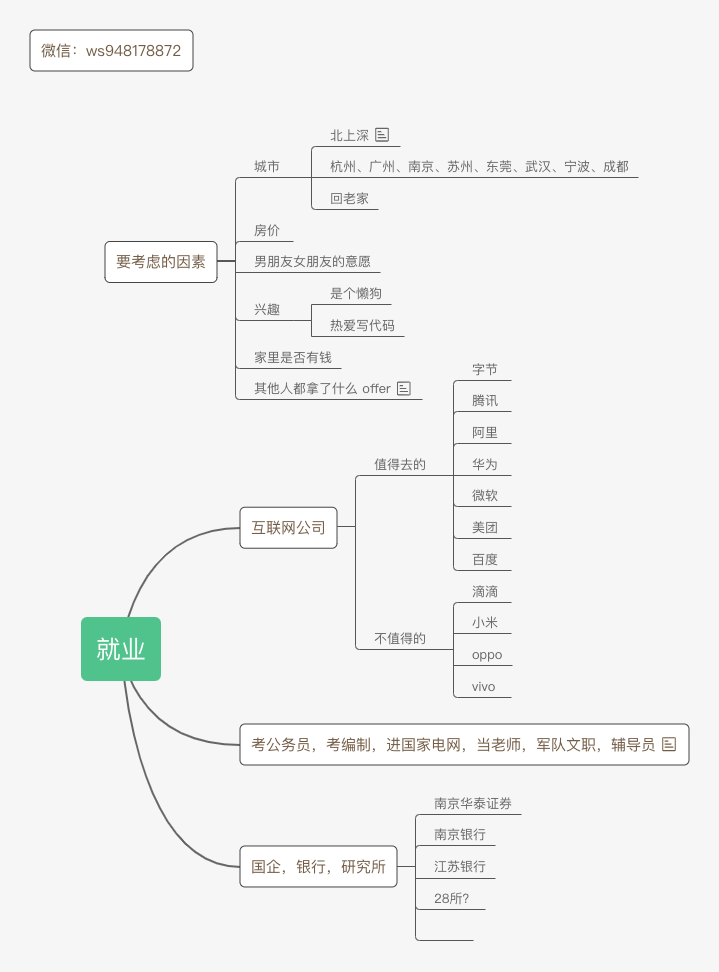 微信：ws948178872
北上深
城市
杭州、广州、南京、苏州、东莞、武汉、宁波、成都
回老家
房价
要考虑的因素
男朋友女朋友的意愿
是个懒狗
兴趣
热爱写代码
家里是否有钱
其他人都拿了什么 offer
字节
腾讯
阿里
值得去的
华为
微软
互联网公司
美团
百度
滴滴
小米
不值得的
就业
oppo
vivo
考公务员，考编制，进国家电网，当老师，军队文职，辅导员
南京华泰证券
南京银行
国企，银行，研究所
江苏银行
28所？